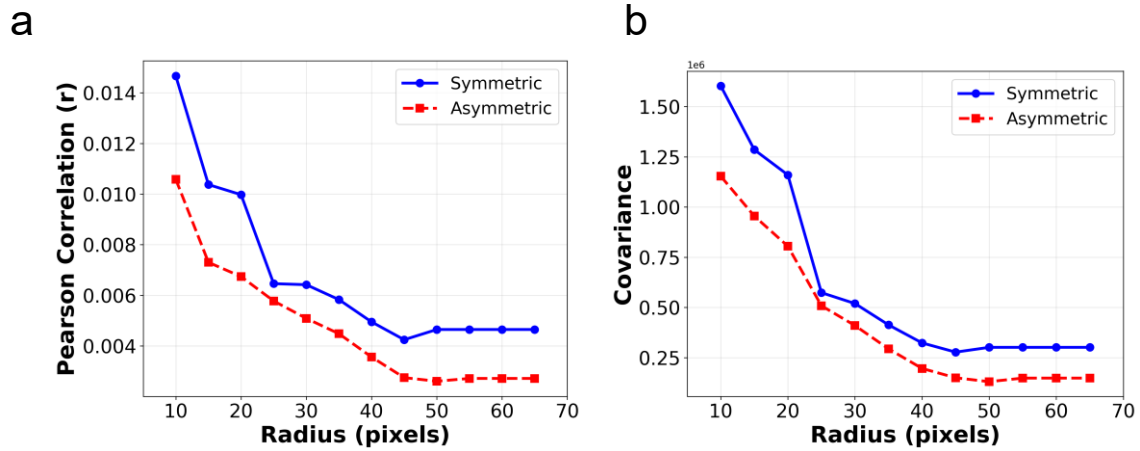 a
b
Pearson Correlation (r)
0.014
0.012
0.010
0.008
0.006
0.004
Symmetric
Asymmetric
10 20 30 40 50 60 70
Radius (pixels)
1e6
Covariance
1.50
1.25
1.00
0.75
0.50
0.25
Symmetric
Asymmetric
10 20 30 40 50 60 70
Radius (pixels)